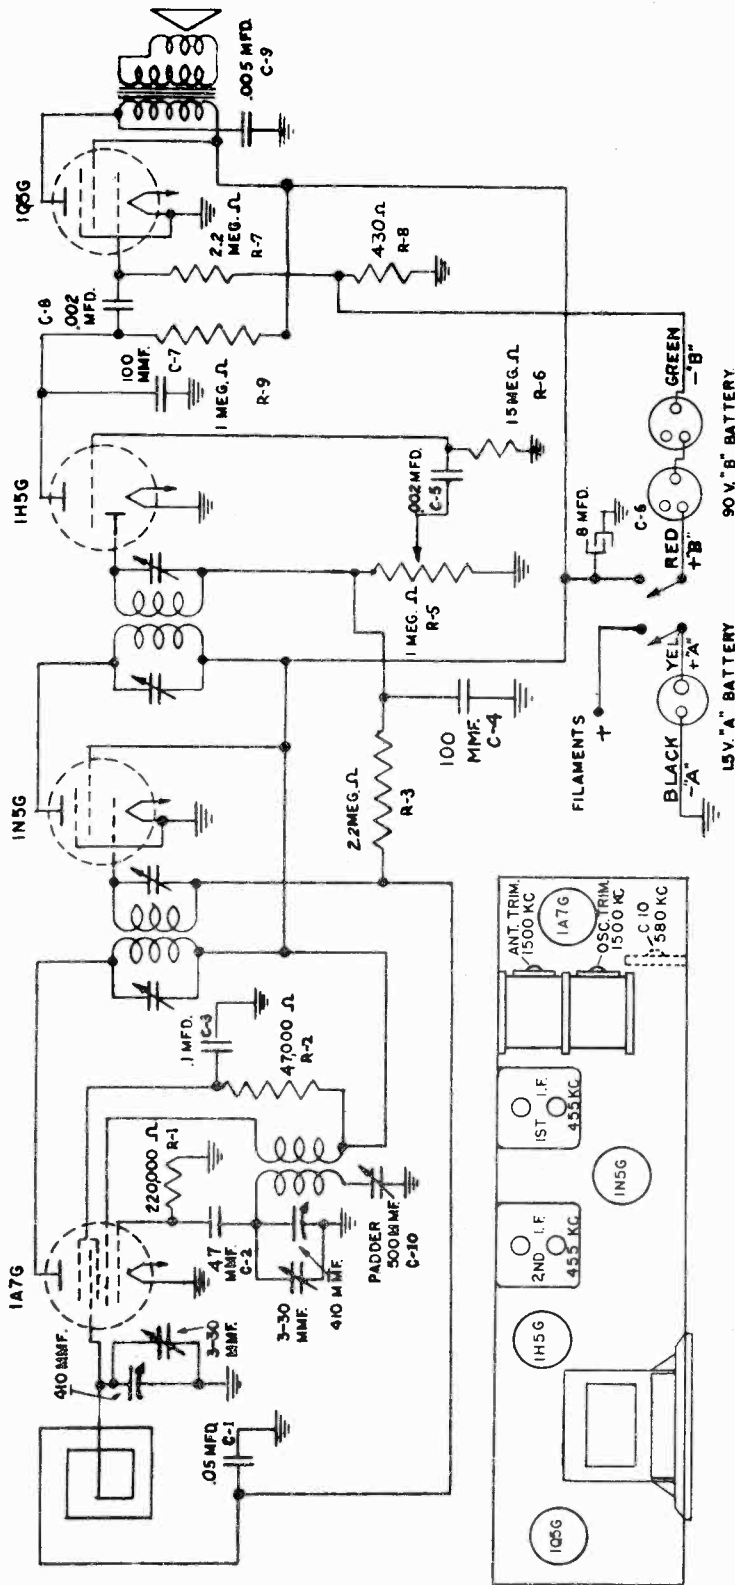 1A7G
1N5G
1H5G
1Q5G
410 MMF.
3-30
MMF.
.05 MFD.
C-1
220,000 Ω
R-1
47
MMF.
C-2
3-30
MMF.
410 MMF.
PADDER
500 MMF.
C-10
.1 MFD.
C-3
47,000 Ω
R-2
2.2 MEG. Ω
R-3
100
MMF.
C-4
1 MEG. Ω
R-5
.002 MFD.
C-5
15 MEG. Ω
R-6
100
MMF.
C-7
1 MEG. Ω
R-9
C-8
.002
MFD.
2.2
MEG. Ω
R-7
430 Ω
R-8
.005 MFD.
C-9
FILAMENTS
+
BLACK
-"A"
YEL.
+"A"
1.5 V. "A" BATTERY
8 MFD.
C-6
RED
+"B"
GREEN
-"B"
90 V. "B" BATTERY
1Q5G
1H5G
2ND I.F.
455 KC
1N5G
1ST I.F.
455 KC
ANT. TRIM.
1500 KC
1A7G
OSC. TRIM.
1500 KC
C 10
580 KC